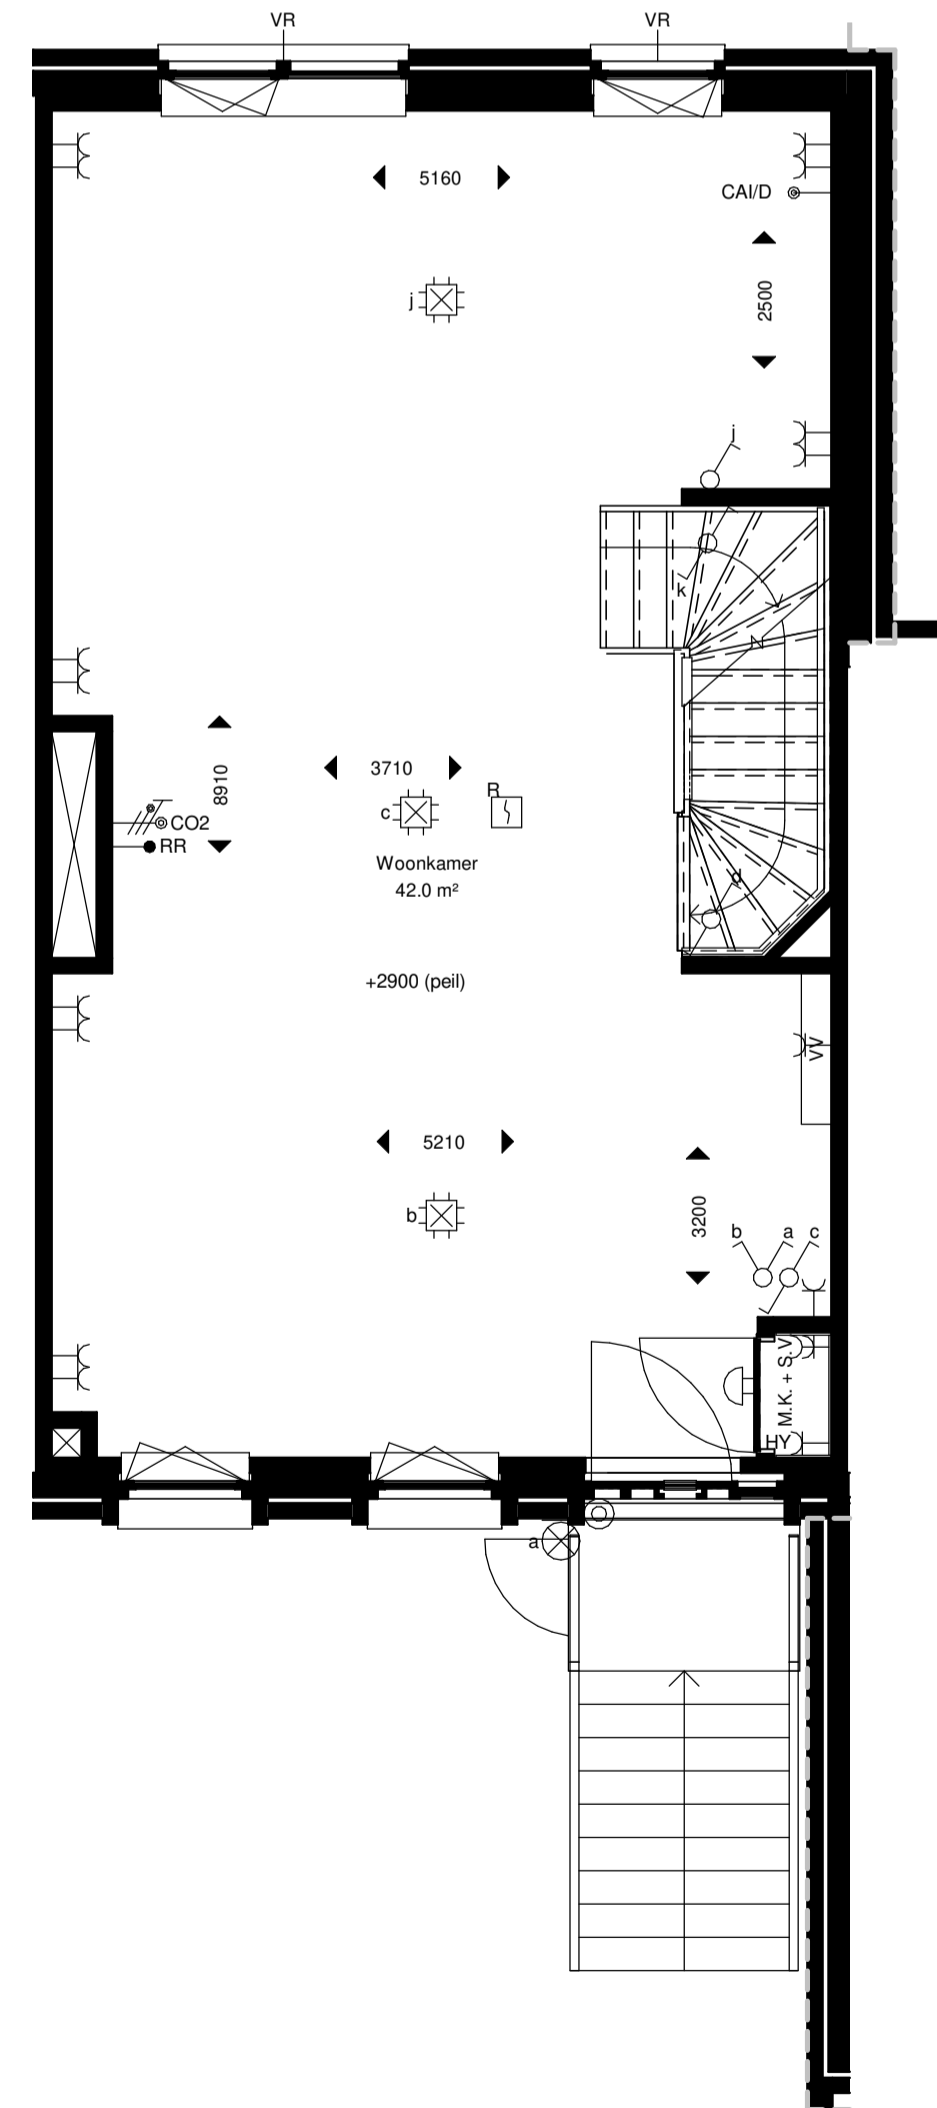 VR VR
5160
CAI/D
2500
j
j
k
Z
8910
3710
R
c
CO2
RR
Woonkamer
42.0 m²
d
+2900 (peil)
VV
5210
3200
b
b a c
M.K. + S.V.
HY
a